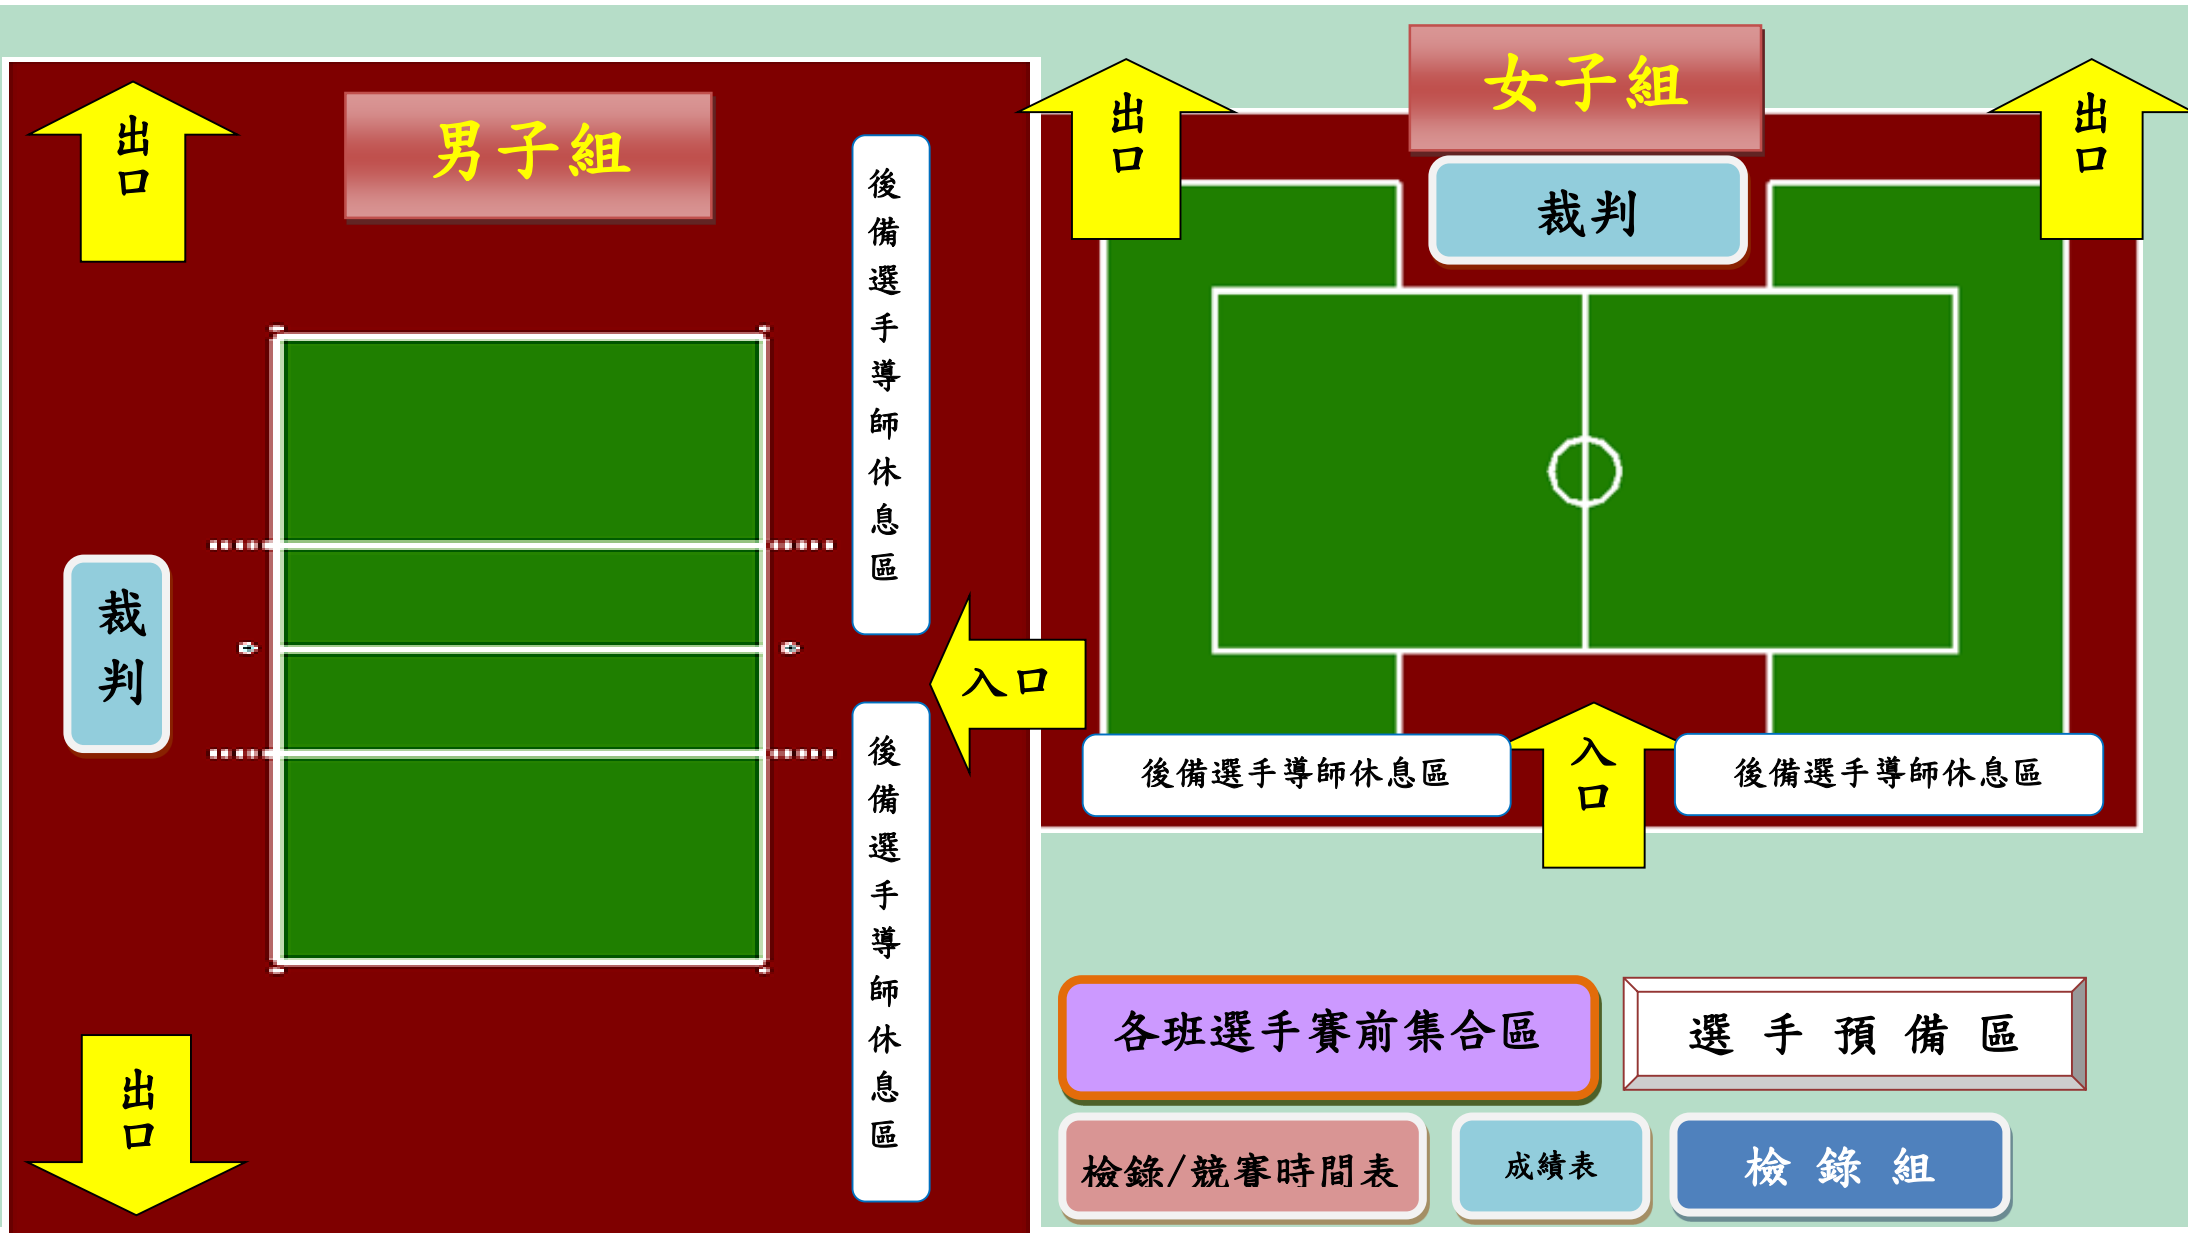 男子組
出口
後備選手導師休息區
裁判
入口
後備選手導師休息區
出口
女子組
出口
出口
裁判
後備選手導師休息區
入口
後備選手導師休息區
各班選手賽前集合區
選手預備區
檢錄/競賽時間表
成績表
檢錄組